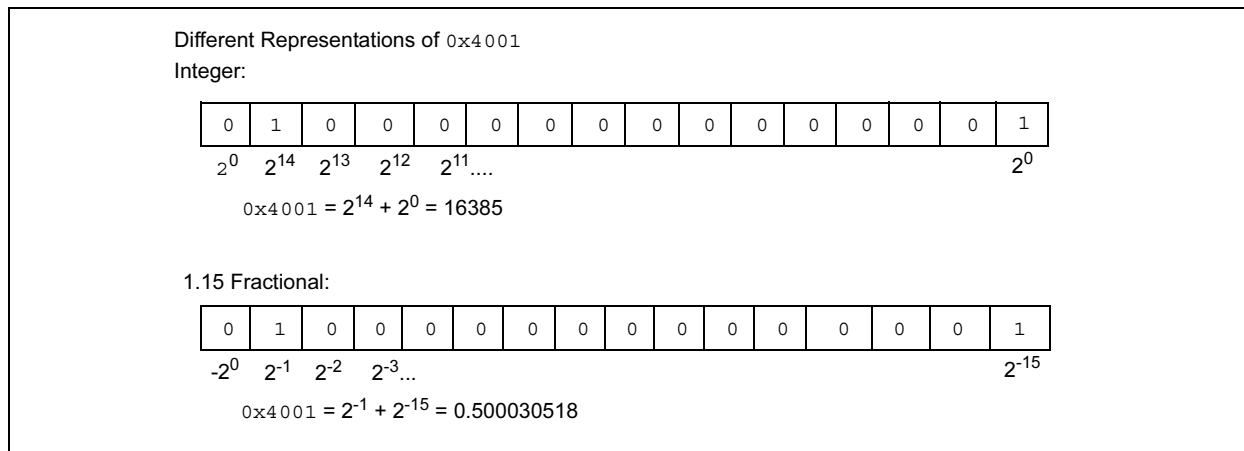 Different Representations of 0x4001
Integer:
0 1 0 0 0 0 0 0 0 0 0 0 0 0 0 1
2^0 2^14 2^13 2^12 2^11.... 2^0
0x4001 = 2^14 + 2^0 = 16385
1.15 Fractional:
0 1 0 0 0 0 0 0 0 0 0 0 0 0 0 1
-2^0 2^-1 2^-2 2^-3... 2^-15
0x4001 = 2^-1 + 2^-15 = 0.500030518